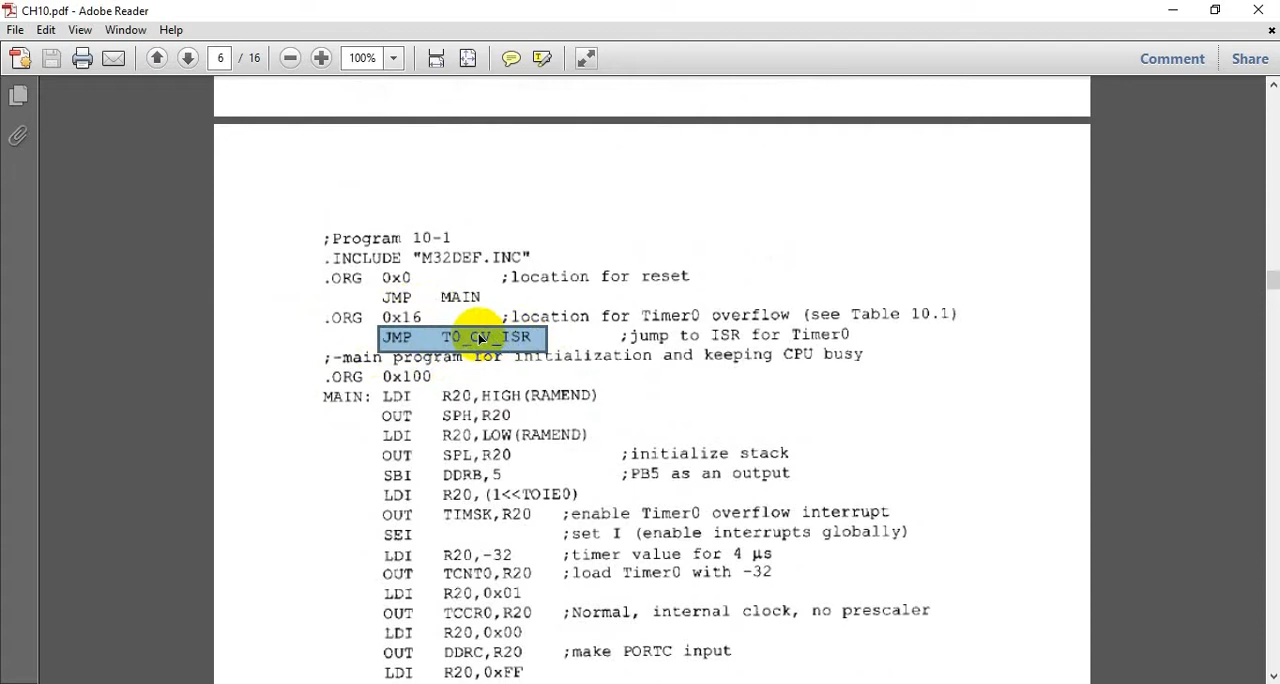 CH10.pdf - Adobe Reader
File Edit View Window Help
6 / 16 100% Comment Share
;Program 10-1
.INCLUDE "M32DEF.INC"
.ORG 0x0 ;location for reset
JMP MAIN
.ORG 0x16 ;location for Timer0 overflow (see Table 10.1)
JMP T0_OV_ISR ;jump to ISR for Timer0
;-main program for initialization and keeping CPU busy
.ORG 0x100
MAIN: LDI R20,HIGH(RAMEND)
OUT SPH,R20
LDI R20,LOW(RAMEND)
OUT SPL,R20 ;initialize stack
SBI DDRB,5 ;PB5 as an output
LDI R20,(1<<TOIE0)
OUT TIMSK,R20 ;enable Timer0 overflow interrupt
SEI ;set I (enable interrupts globally)
LDI R20,-32 ;timer value for 4 µs
OUT TCNT0,R20 ;load Timer0 with -32
LDI R20,0x01
OUT TCCR0,R20 ;Normal, internal clock, no prescaler
LDI R20,0x00
OUT DDRC,R20 ;make PORTC input
LDI R20,0xFF